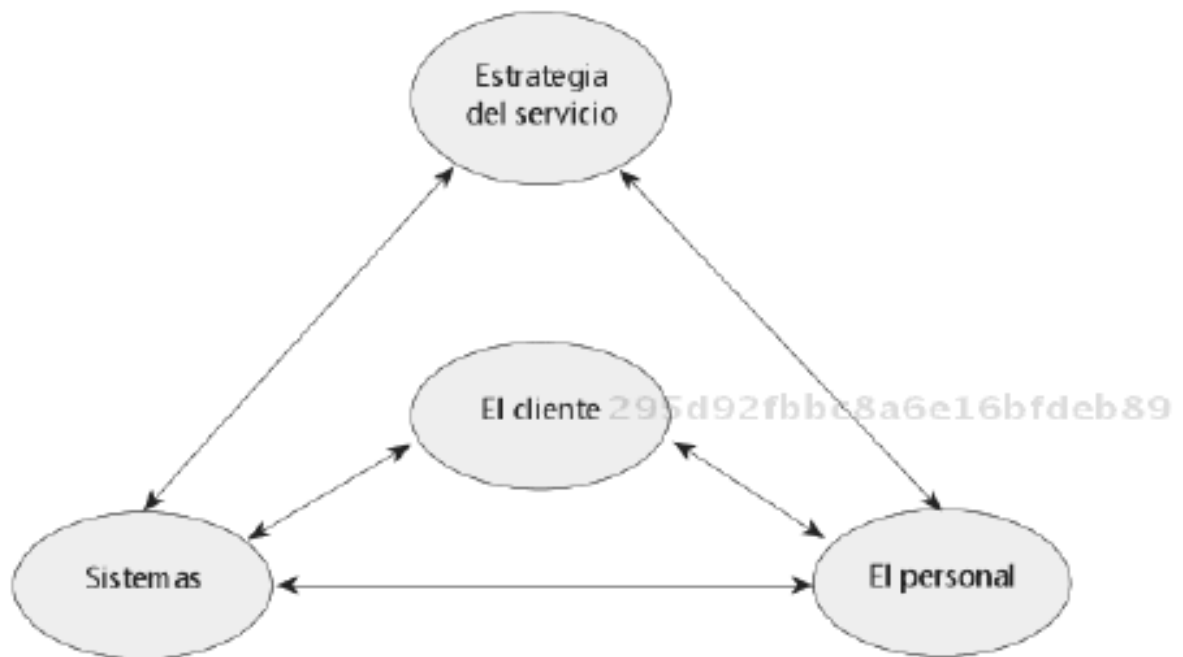 Estrategia
del servicio
El cliente
295d92fbbc8a6e16bfdeb89
Sistemas
El personal